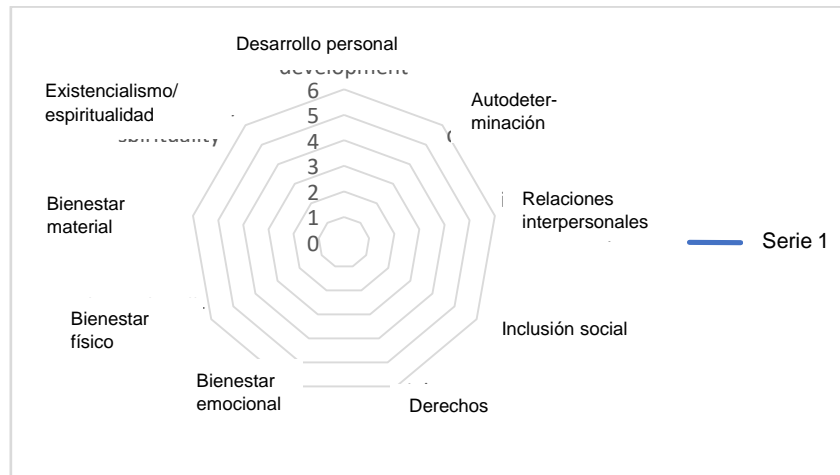 Desarrollo personal
development
Existencialismo/
espiritualidad
Autodeter-
minación
6
5
4
3
2
1
0
Bienestar
material
Relaciones
interpersonales
Serie 1
Bienestar
físico
Inclusión social
Bienestar
emocional
Derechos